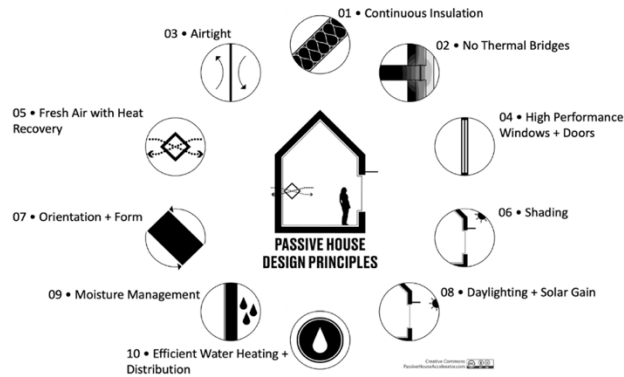 01 • Continuous Insulation
03 • Airtight
02 • No Thermal Bridges
05 • Fresh Air with Heat
Recovery
04 • High Performance
Windows + Doors
07 • Orientation + Form
06 • Shading
PASSIVE HOUSE
DESIGN PRINCIPLES
09 • Moisture Management
08 • Daylighting + Solar Gain
10 • Efficient Water Heating +
Distribution
Creative Commons
PassiveHouseAccelerator.com